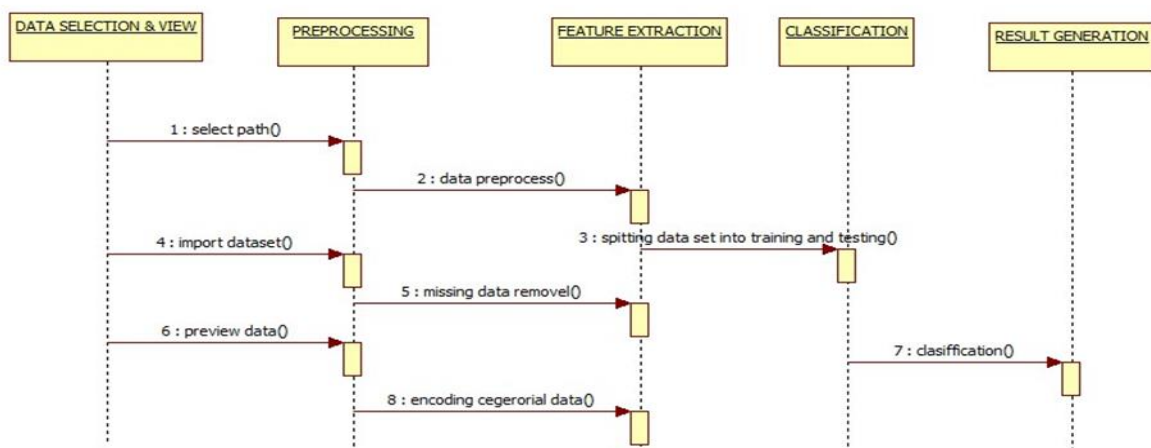 DATA SELECTION & VIEW
PREPROCESSING
FEATURE EXTRACTION
CLASSIFICATION
RESULT GENERATION
1 : select path()
2 : data preprocess()
3 : spitting data set into training and testing()
4 : import dataset()
5 : missing data removel()
6 : preview data()
7 : clasiffication()
8 : encoding cegerorial data()